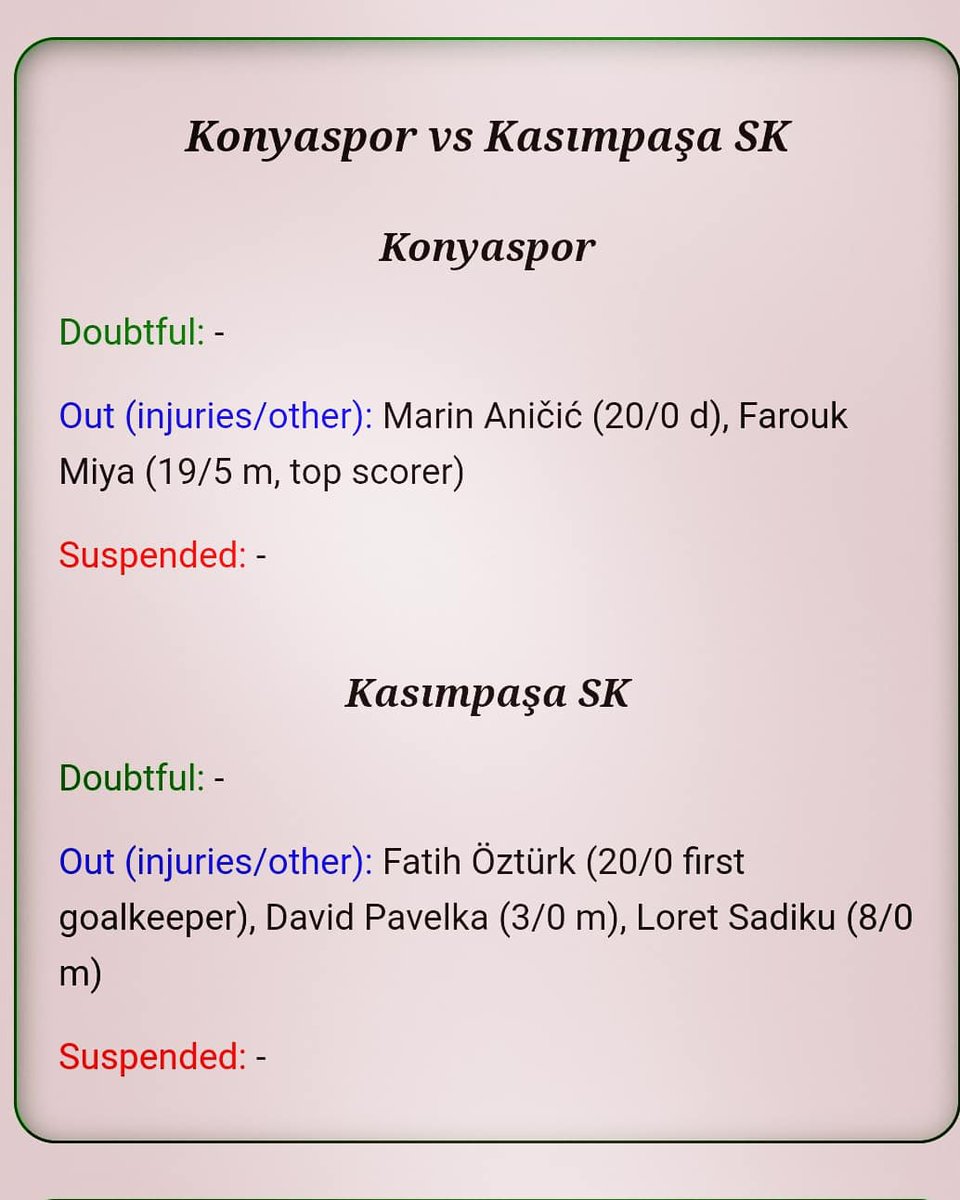 Konyaspor vs Kasımpaşa SK
Konyaspor
Doubtful: -
Out (injuries/other): Marin Aničić (20/0 d), Farouk
Miya (19/5 m, top scorer)
Suspended: -
Kasımpaşa SK
Doubtful: -
Out (injuries/other): Fatih Öztürk (20/0 first
goalkeeper), David Pavelka (3/0 m), Loret Sadiku (8/0
m)
Suspended: -